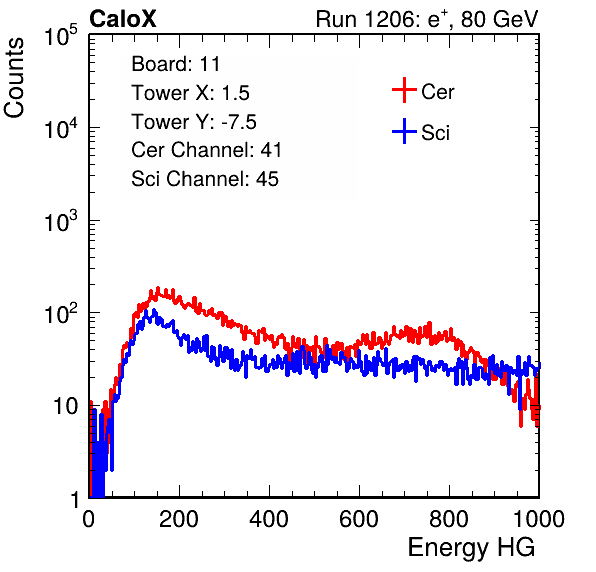 CaloX Run 1206: e⁺, 80 GeV
Counts
Board: 11
Tower X: 1.5
Tower Y: -7.5
Cer Channel: 41
Sci Channel: 45
Cer
Sci
10⁵
10⁴
10³
10²
10
1
0 200 400 600 800 1000
Energy HG